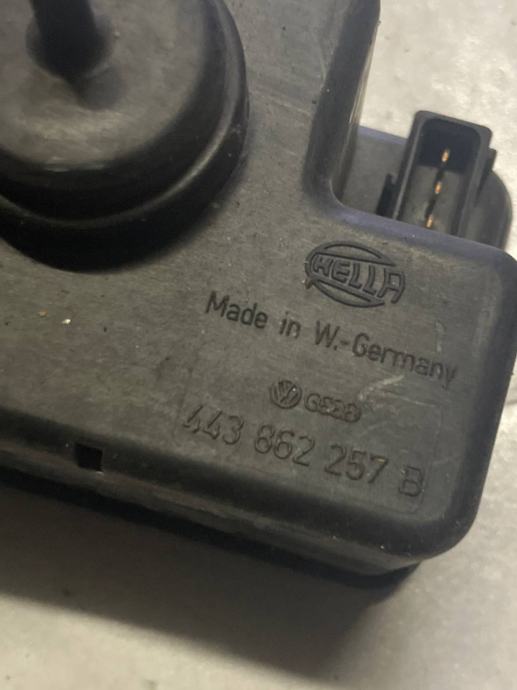 HELLA
Made in W.-Germany
443 862 257 B